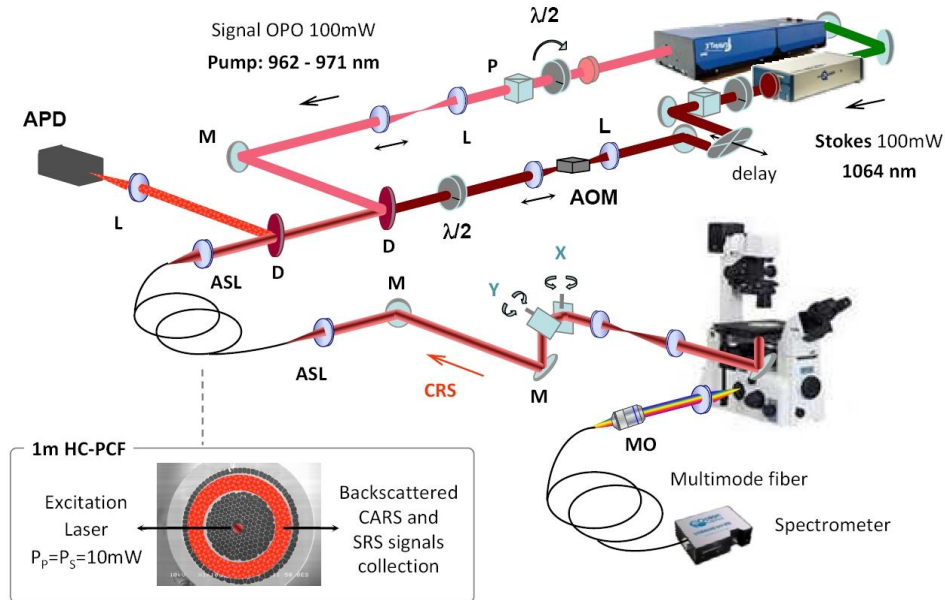 Signal OPO 100mW
Pump: 962 - 971 nm
λ/2
P
L
M
APD
L
Stokes 100mW
1064 nm
delay
AOM
λ/2
D
L
D
ASL
M
X
Y
ASL
CRS
M
MO
1m HC-PCF
Excitation
Laser
Pₚ=Pₛ=10mW
Backscattered
CARS and
SRS signals
collection
Multimode fiber
Spectrometer